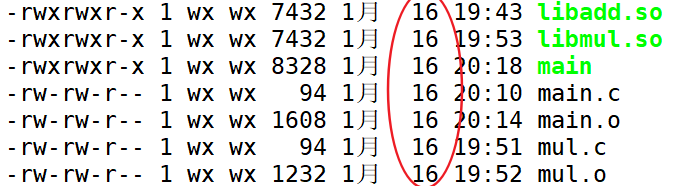 -rwxrwxr-x 1 wx wx 7432 1月 16 19:43 libadd.so
-rwxrwxr-x 1 wx wx 7432 1月 16 19:53 libmul.so
-rwxrwxr-x 1 wx wx 8328 1月 16 20:18 main
-rw-rw-r-- 1 wx wx 94 1月 16 20:10 main.c
-rw-rw-r-- 1 wx wx 1608 1月 16 20:14 main.o
-rw-rw-r-- 1 wx wx 94 1月 16 19:51 mul.c
-rw-rw-r-- 1 wx wx 1232 1月 16 19:52 mul.o